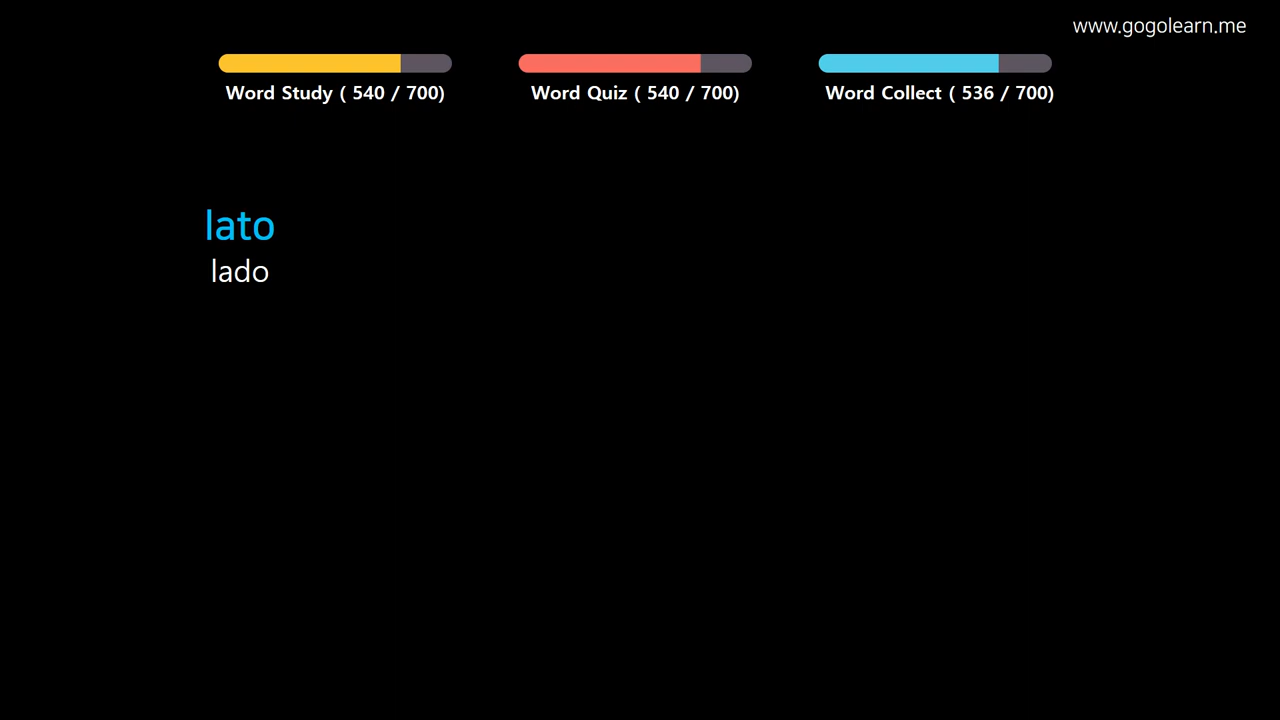 www.gogolearn.me
Word Study ( 540 / 700)
Word Quiz ( 540 / 700)
Word Collect ( 536 / 700)
lato
lado